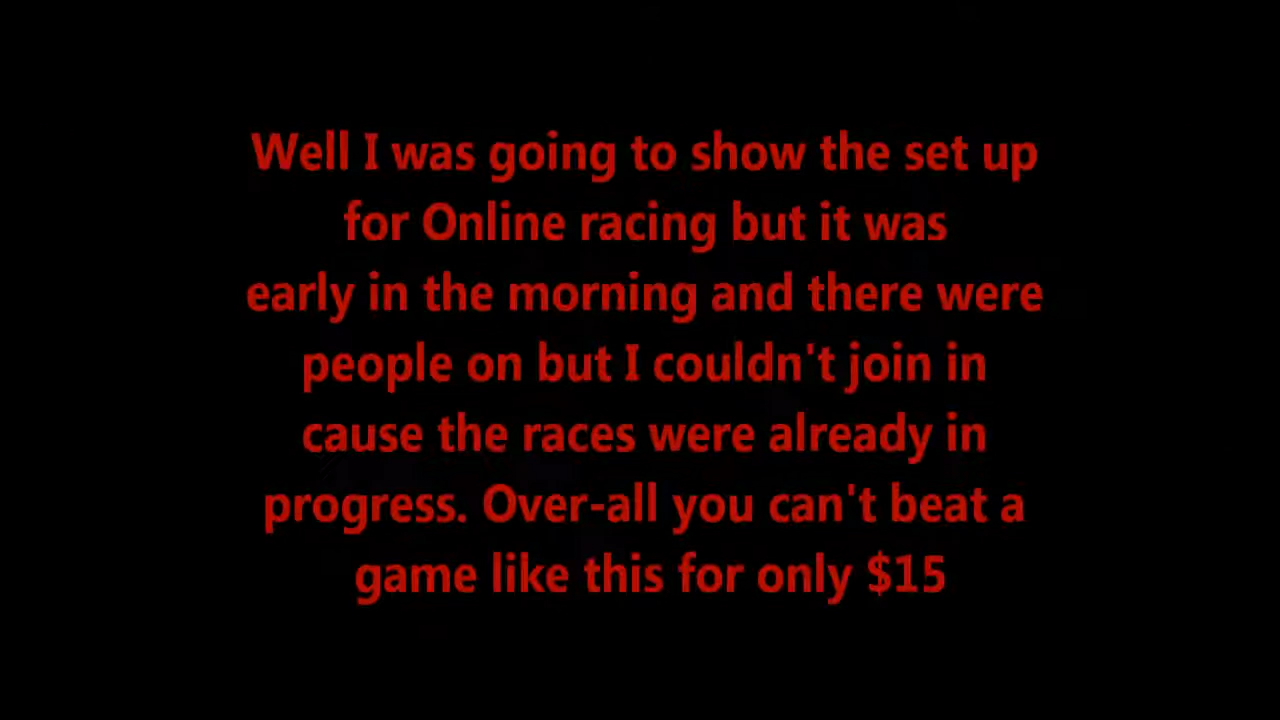 Well I was going to show the set up
for Online racing but it was
early in the morning and there were
people on but I couldn't join in
cause the races were already in
progress. Over-all you can't beat a
game like this for only $15